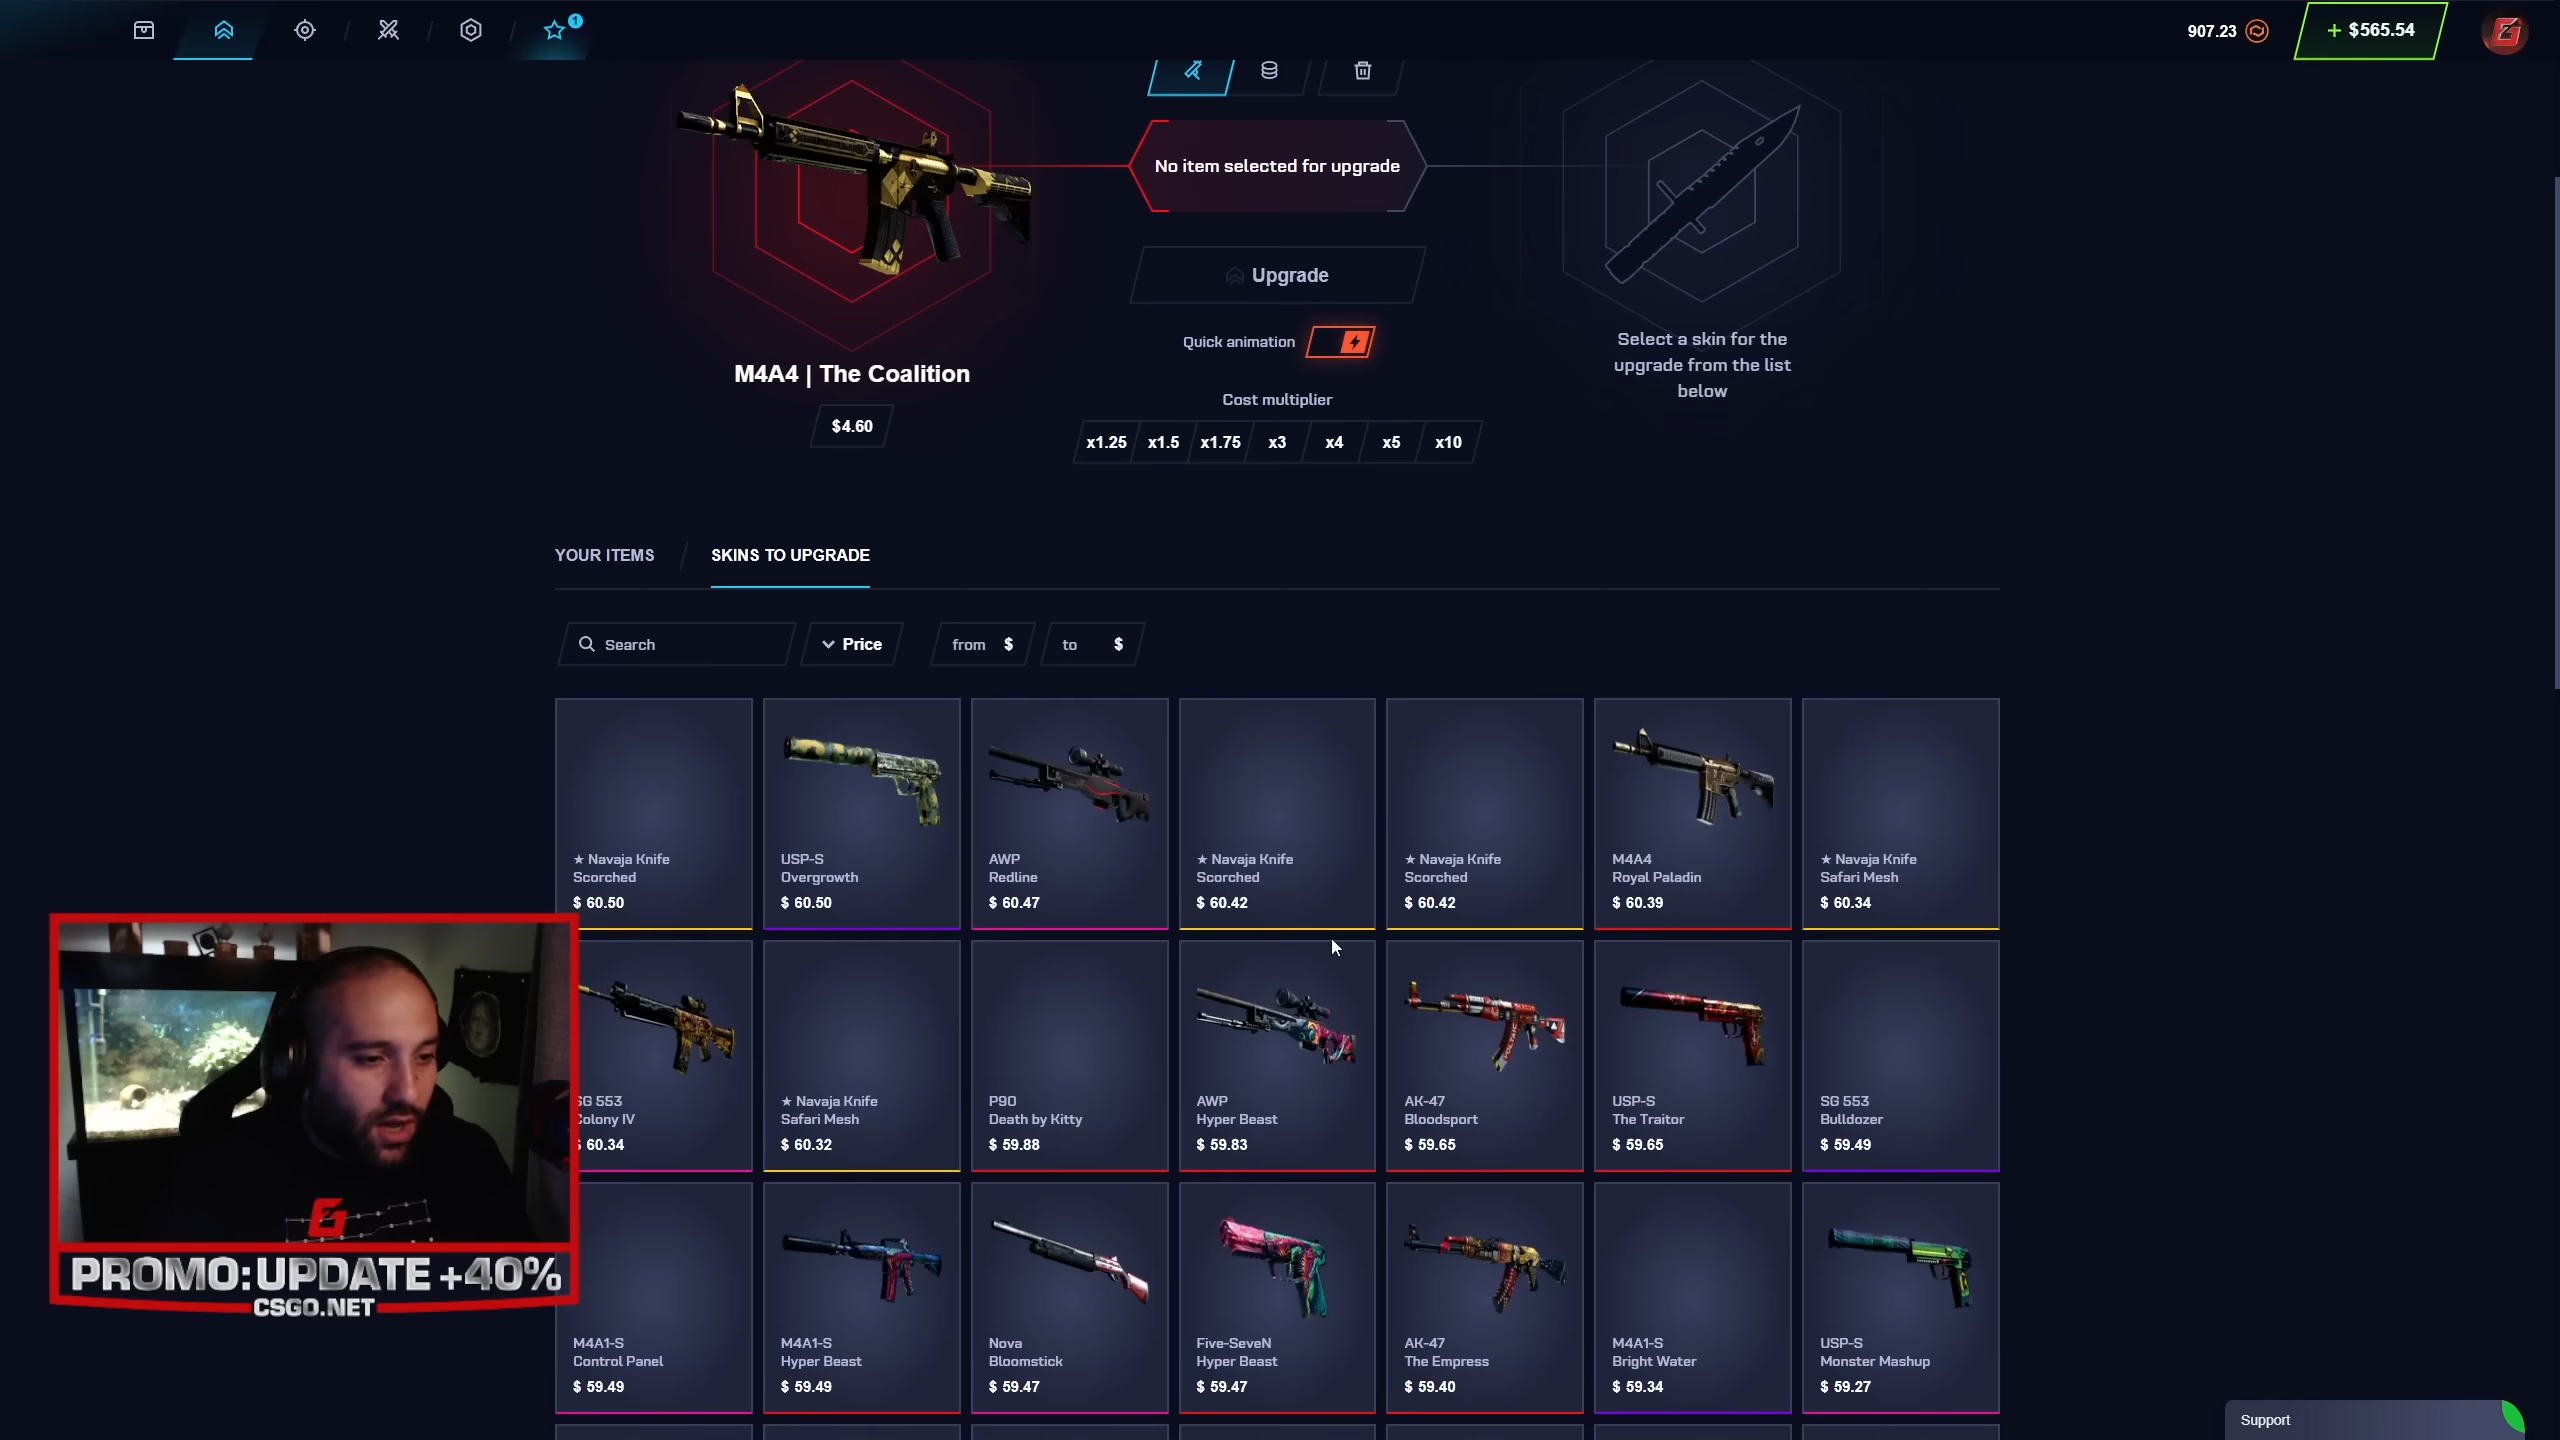 1
907.23
+ $565.54
No item selected for upgrade
Upgrade
Quick animation
M4A4 | The Coalition
$4.60
Cost multiplier
x1.25 x1.5 x1.75 x3 x4 x5 x10
Select a skin for the
upgrade from the list
below
YOUR ITEMS
SKINS TO UPGRADE
Search
Price
from $
to $
★ Navaja Knife
Scorched
$ 60.50
USP-S
Overgrowth
$ 60.50
AWP
Redline
$ 60.47
★ Navaja Knife
Scorched
$ 60.42
★ Navaja Knife
Scorched
$ 60.42
M4A4
Royal Paladin
$ 60.39
★ Navaja Knife
Safari Mesh
$ 60.34
SG 553
Colony IV
$ 60.34
★ Navaja Knife
Safari Mesh
$ 60.32
P90
Death by Kitty
$ 59.88
AWP
Hyper Beast
$ 59.83
AK-47
Bloodsport
$ 59.65
USP-S
The Traitor
$ 59.65
SG 553
Bulldozer
$ 59.49
M4A1-S
Control Panel
$ 59.49
M4A1-S
Hyper Beast
$ 59.49
Nova
Bloomstick
$ 59.47
Five-SeveN
Hyper Beast
$ 59.47
AK-47
The Empress
$ 59.40
M4A1-S
Bright Water
$ 59.34
USP-S
Monster Mashup
$ 59.27
PROMO:UPDATE +40%
CSGO.NET
Support